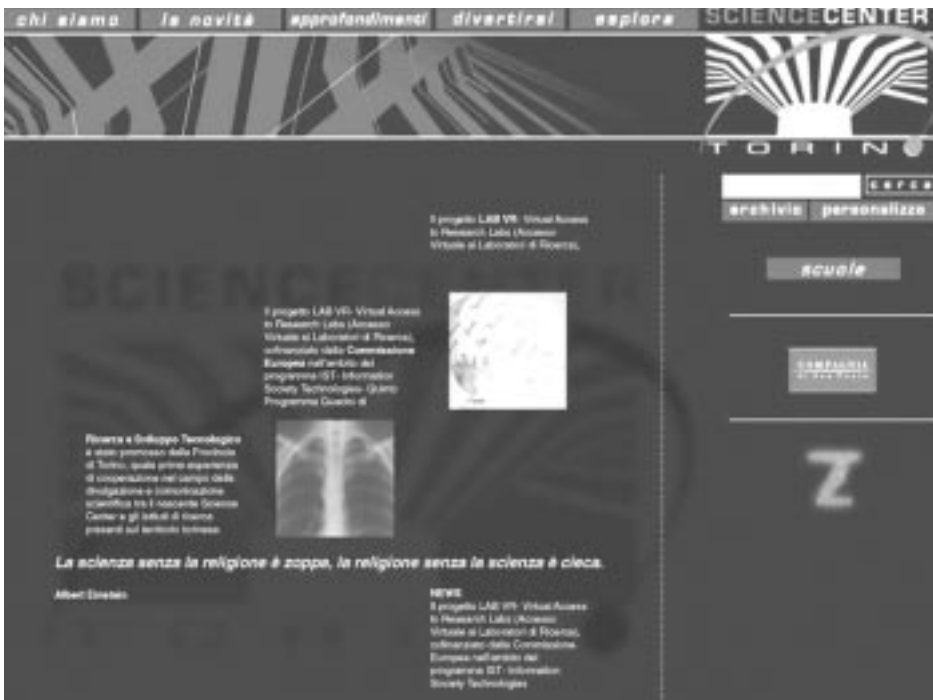 chi siamo
le novità
approfondimenti
divertirsi
esplora
SCIENCECENTER
TORINO
cerca
archivio
personalizza
scuole
COMPAGNIA
di San Paolo
Z
SCIENCECENTER
Il progetto LAB VR- Virtual Access
to Research Labs (Accesso
Virtuale ai Laboratori di Ricerca),
Il progetto LAB VR- Virtual Access
to Research Labs (Accesso
Virtuale ai Laboratori di Ricerca),
cofinanziato dalla Commissione
Europea nell'ambito del
programma IST- Information
Society Technologies- Quinto
Programma Quadro di
Ricerca e Sviluppo Tecnologico
è stato promosso dalla Provincia
di Torino, quale prima esperienza
di cooperazione nel campo della
divulgazione e comunicazione
scientifica tra il nascente Science
Center e gli istituti di ricerca
presenti sul territorio torinese.
La scienza senza la religione è zoppa, la religione senza la scienza è cieca.
Albert Einstein
NEWS
Il progetto LAB VR- Virtual Access
to Research Labs (Accesso
Virtuale ai Laboratori di Ricerca),
cofinanziato dalla Commissione
Europea nell'ambito del
programma IST- Information
Society Technologies